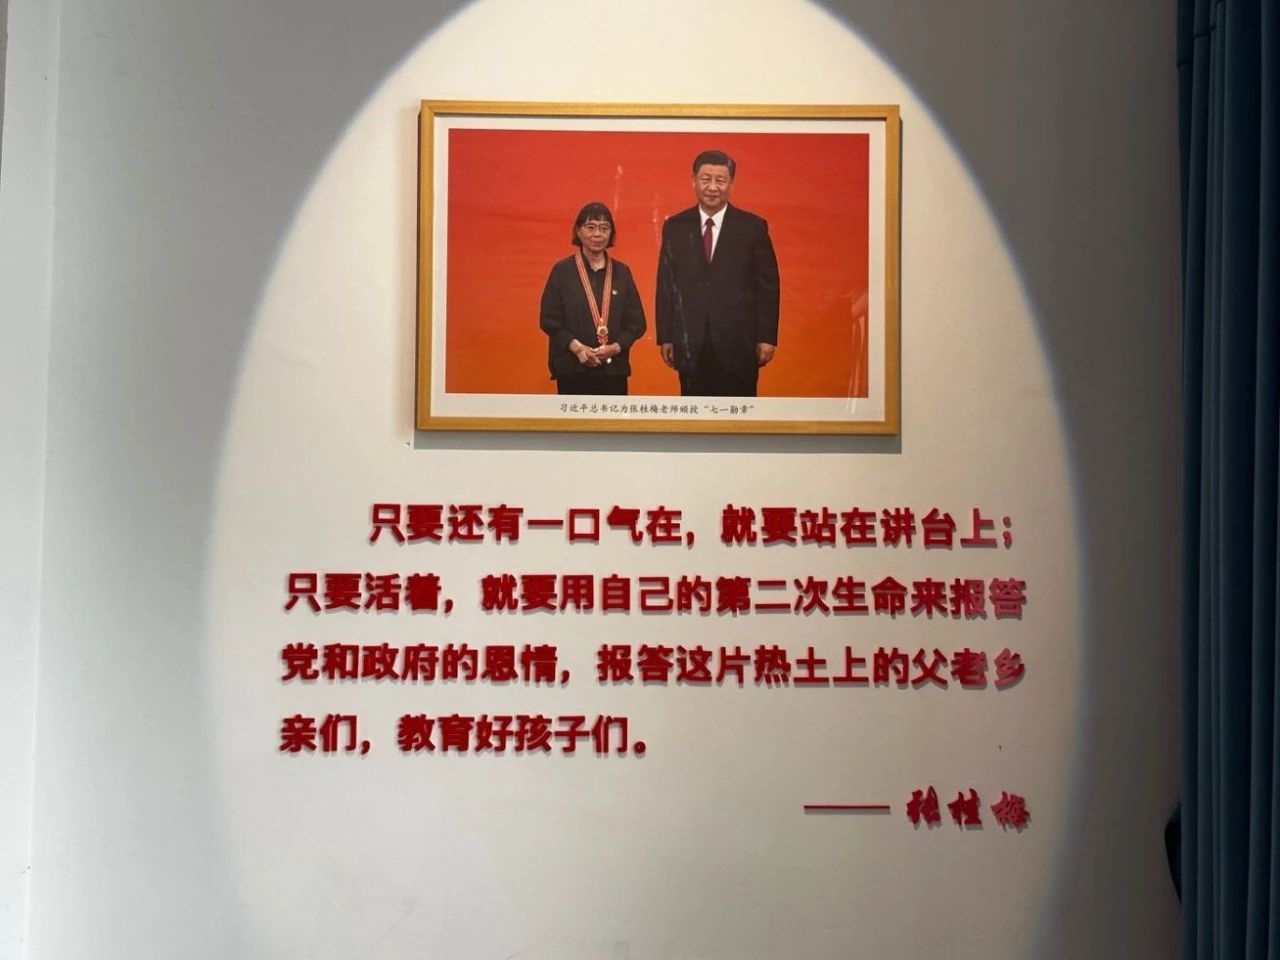 习近平总书记为张桂梅老师颁授“七一勋章”
只要还有一口气在，就要站在讲台上；
只要活着，就要用自己的第二次生命来报答
党和政府的恩情，报答这片热土上的父老乡
亲们，教育好孩子们。
——张桂梅